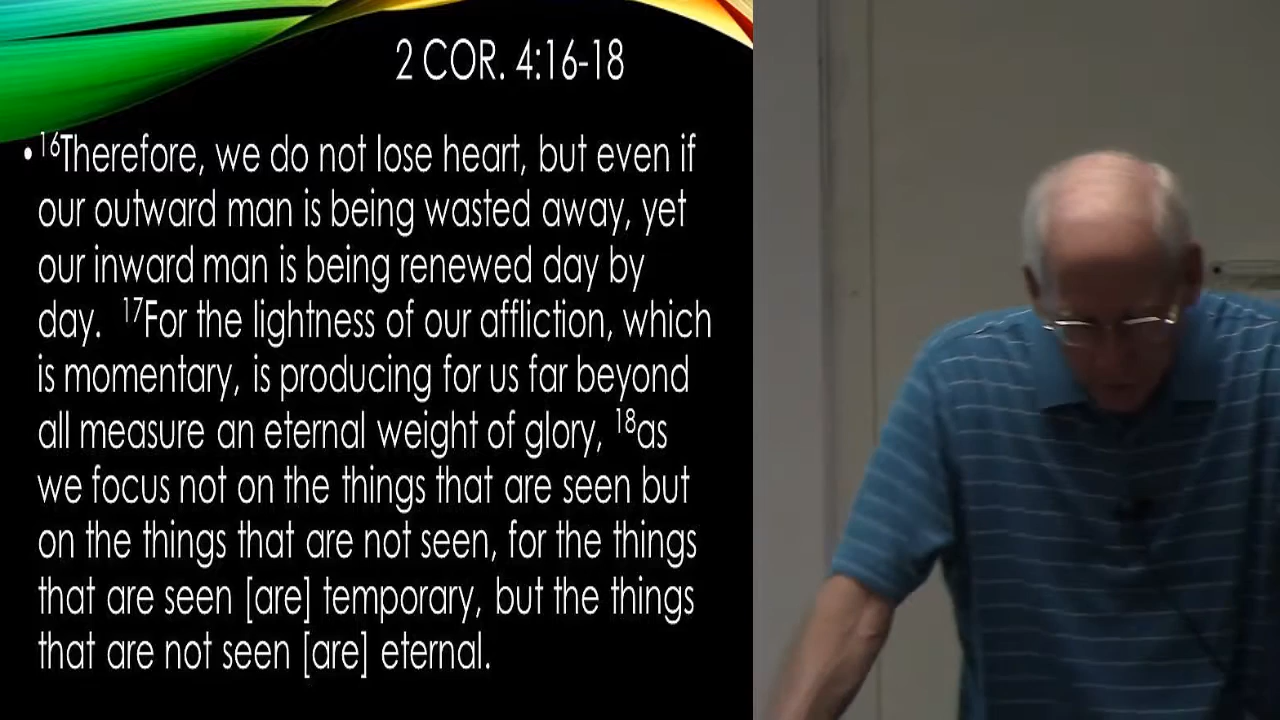 2 COR. 4:16-18
• ¹⁶Therefore, we do not lose heart, but even if
our outward man is being wasted away, yet
our inward man is being renewed day by
day. ¹⁷For the lightness of our affliction, which
is momentary, is producing for us far beyond
all measure an eternal weight of glory, ¹⁸as
we focus not on the things that are seen but
on the things that are not seen, for the things
that are seen [are] temporary, but the things
that are not seen [are] eternal.